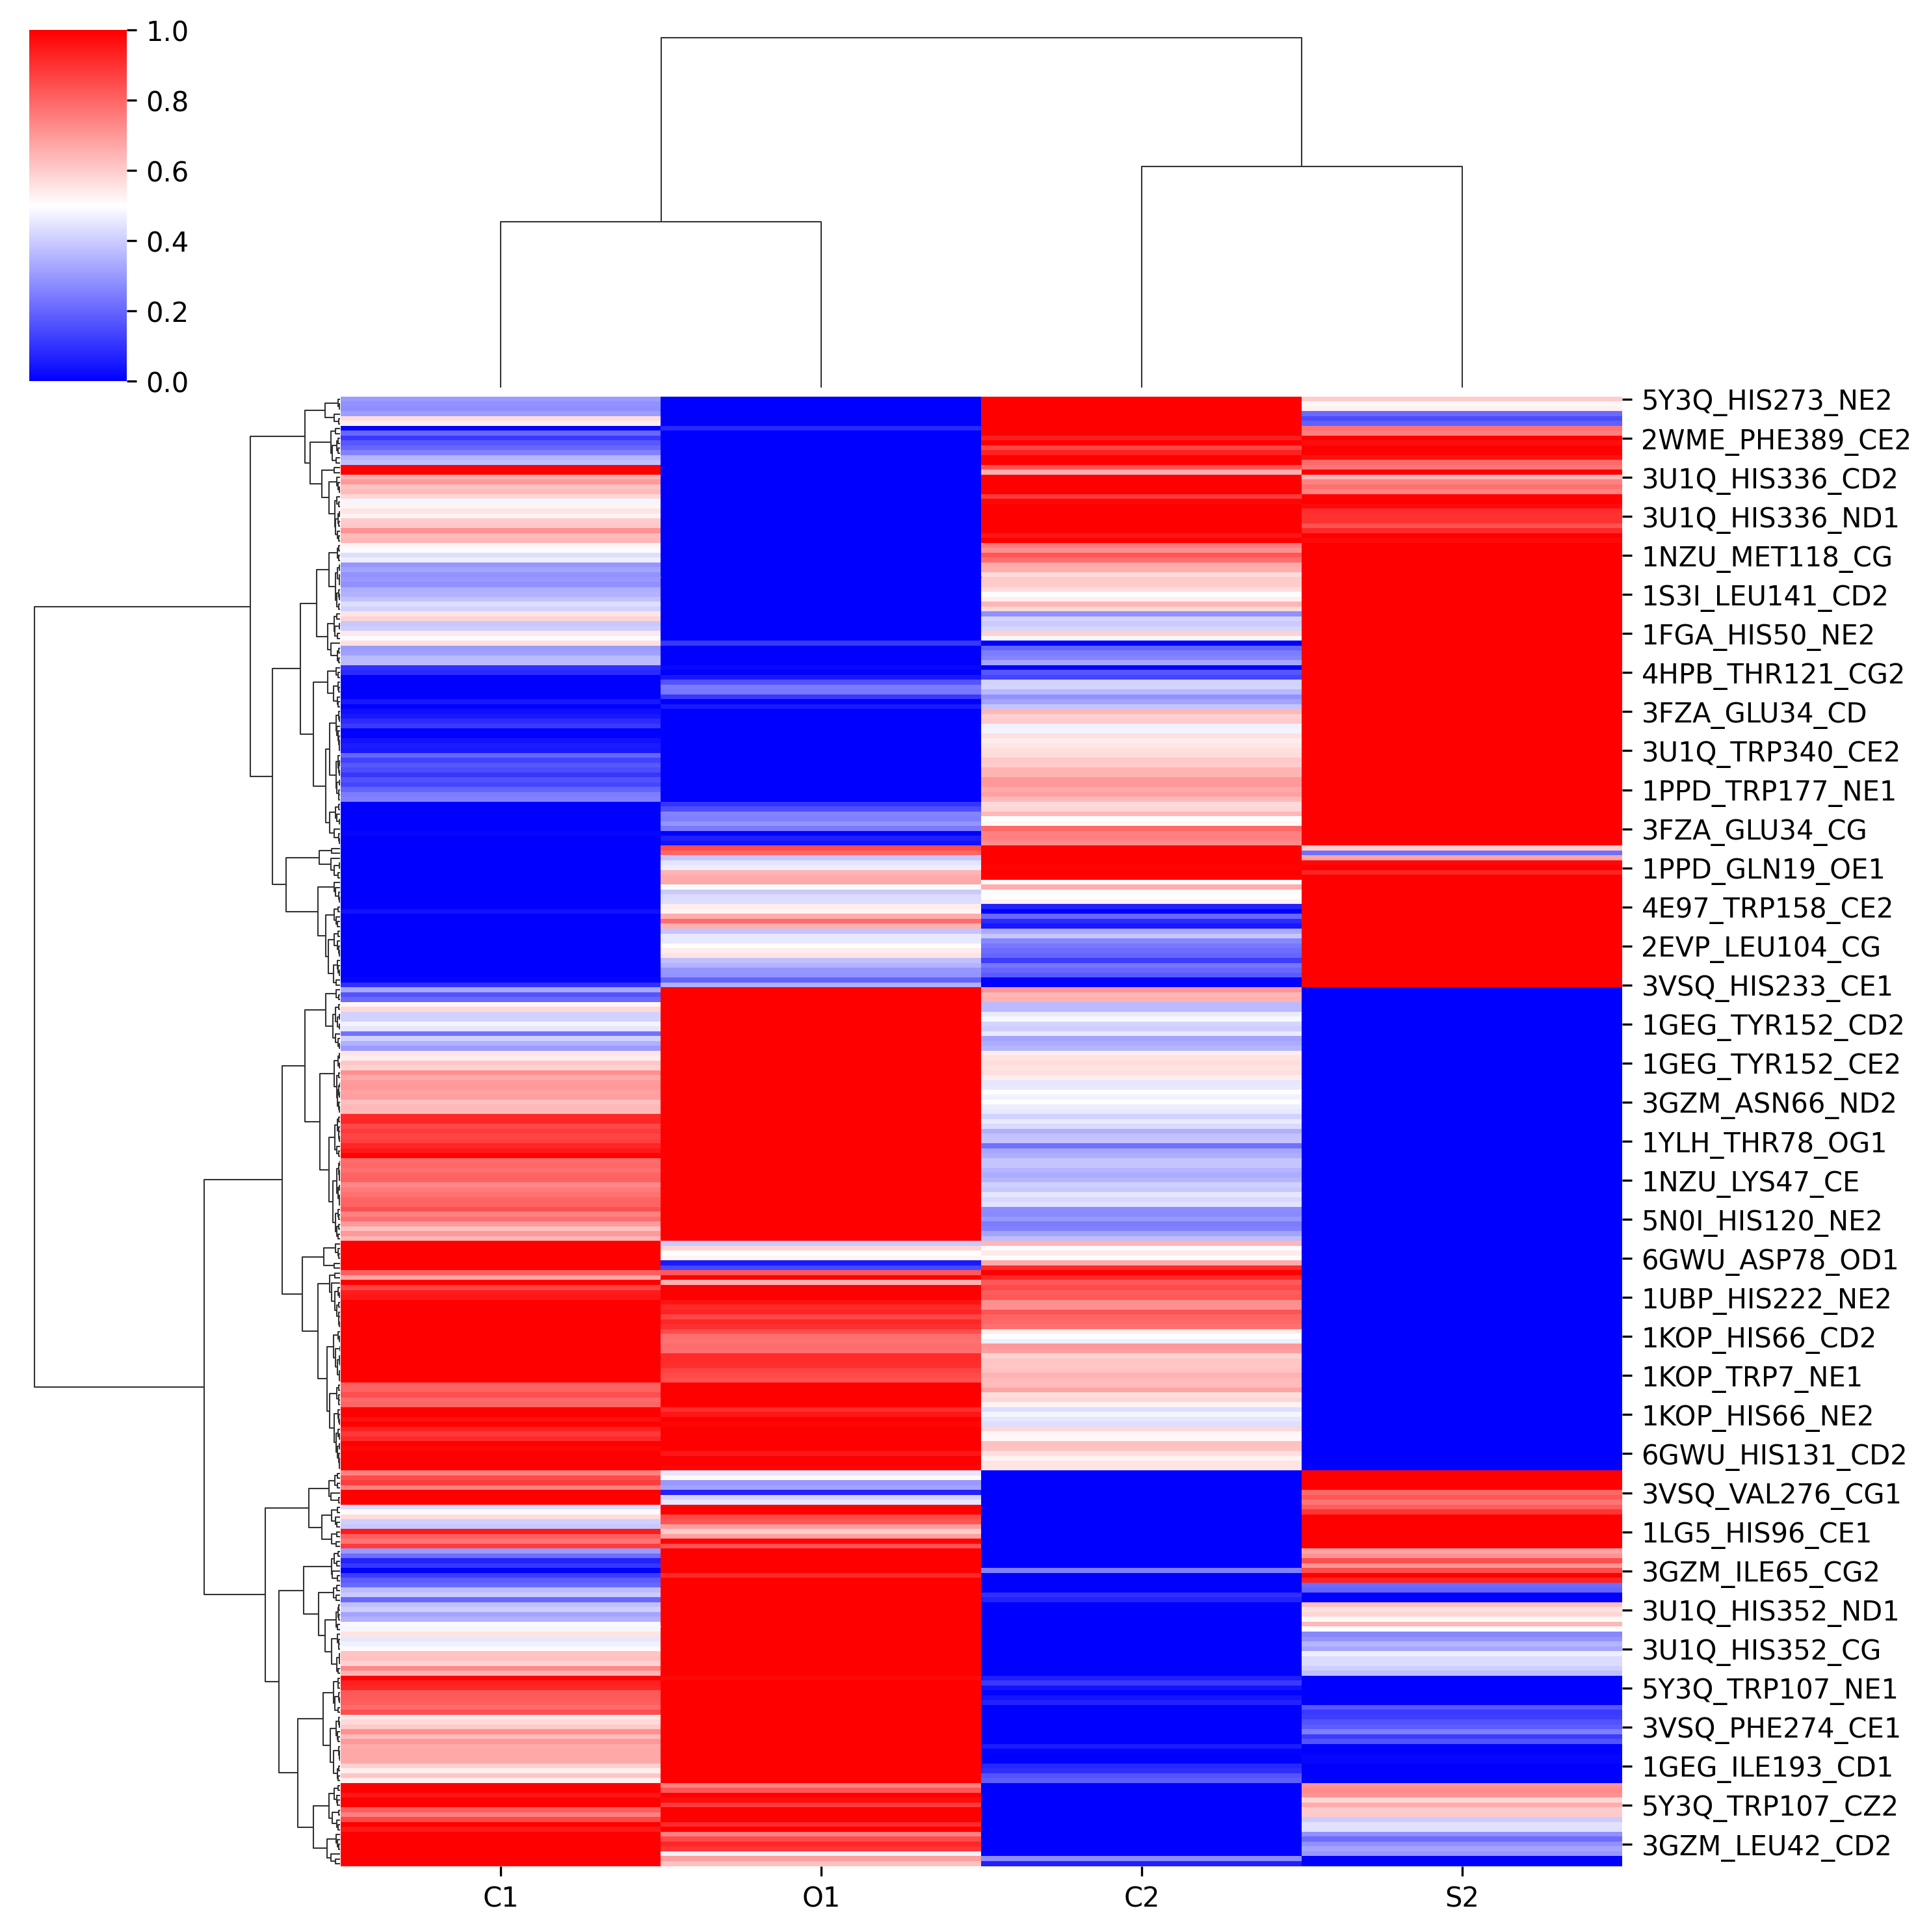 1.0
0.8
0.6
0.4
0.2
0.0
5Y3Q_HIS273_NE2
2WME_PHE389_CE2
3U1Q_HIS336_CD2
3U1Q_HIS336_ND1
1NZU_MET118_CG
1S3I_LEU141_CD2
1FGA_HIS50_NE2
4HPB_THR121_CG2
3FZA_GLU34_CD
3U1Q_TRP340_CE2
1PPD_TRP177_NE1
3FZA_GLU34_CG
1PPD_GLN19_OE1
4E97_TRP158_CE2
2EVP_LEU104_CG
3VSQ_HIS233_CE1
1GEG_TYR152_CD2
1GEG_TYR152_CE2
3GZM_ASN66_ND2
1YLH_THR78_OG1
1NZU_LYS47_CE
5N0I_HIS120_NE2
6GWU_ASP78_OD1
1UBP_HIS222_NE2
1KOP_HIS66_CD2
1KOP_TRP7_NE1
1KOP_HIS66_NE2
6GWU_HIS131_CD2
3VSQ_VAL276_CG1
1LG5_HIS96_CE1
3GZM_ILE65_CG2
3U1Q_HIS352_ND1
3U1Q_HIS352_CG
5Y3Q_TRP107_NE1
3VSQ_PHE274_CE1
1GEG_ILE193_CD1
5Y3Q_TRP107_CZ2
3GZM_LEU42_CD2
C1 O1 C2 S2